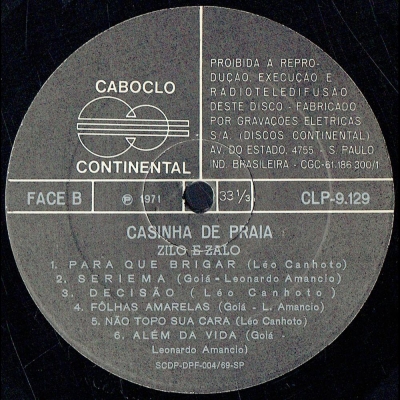 CABOCLO
CONTINENTAL
PROIBIDA A REPRO-
DUÇÃO, EXECUÇÃO E
RADIOTELEDIFUSÃO
DESTE DISCO - FABRICADO
POR GRAVAÇÕES ELETRICAS
S/A. (DISCOS CONTINENTAL)
AV. DO ESTADO, 4755 - S. PAULO
IND. BRASILEIRA - CGC-61.186.300/1
FACE B
℗ 1971
33 1/3
CLP-9.129
CASINHA DE PRAIA
ZILO E ZALO
1. PARA QUE BRIGAR (Léo Canhoto)
2. SERIEMA (Goiá - Leonardo Amancio)
3. DECISÃO (Léo Canhoto)
4. FÔLHAS AMARELAS (Goiá - L. Amancio)
5. NÃO TOPO SUA CARA (Léo Canhoto)
6. ALÉM DA VIDA (Goiá -
Leonardo Amancio)
SCDP-DPF-004/69-SP